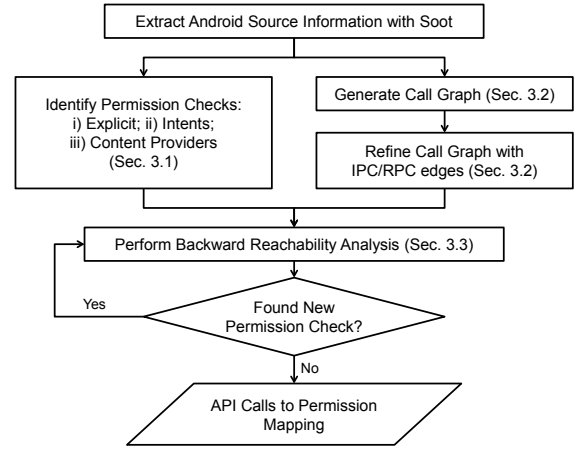 Extract Android Source Information with Soot
Identify Permission Checks:
i) Explicit; ii) Intents;
iii) Content Providers
(Sec. 3.1)
Generate Call Graph (Sec. 3.2)
Refine Call Graph with
IPC/RPC edges (Sec. 3.2)
Perform Backward Reachability Analysis (Sec. 3.3)
Yes
Found New
Permission Check?
No
API Calls to Permission
Mapping